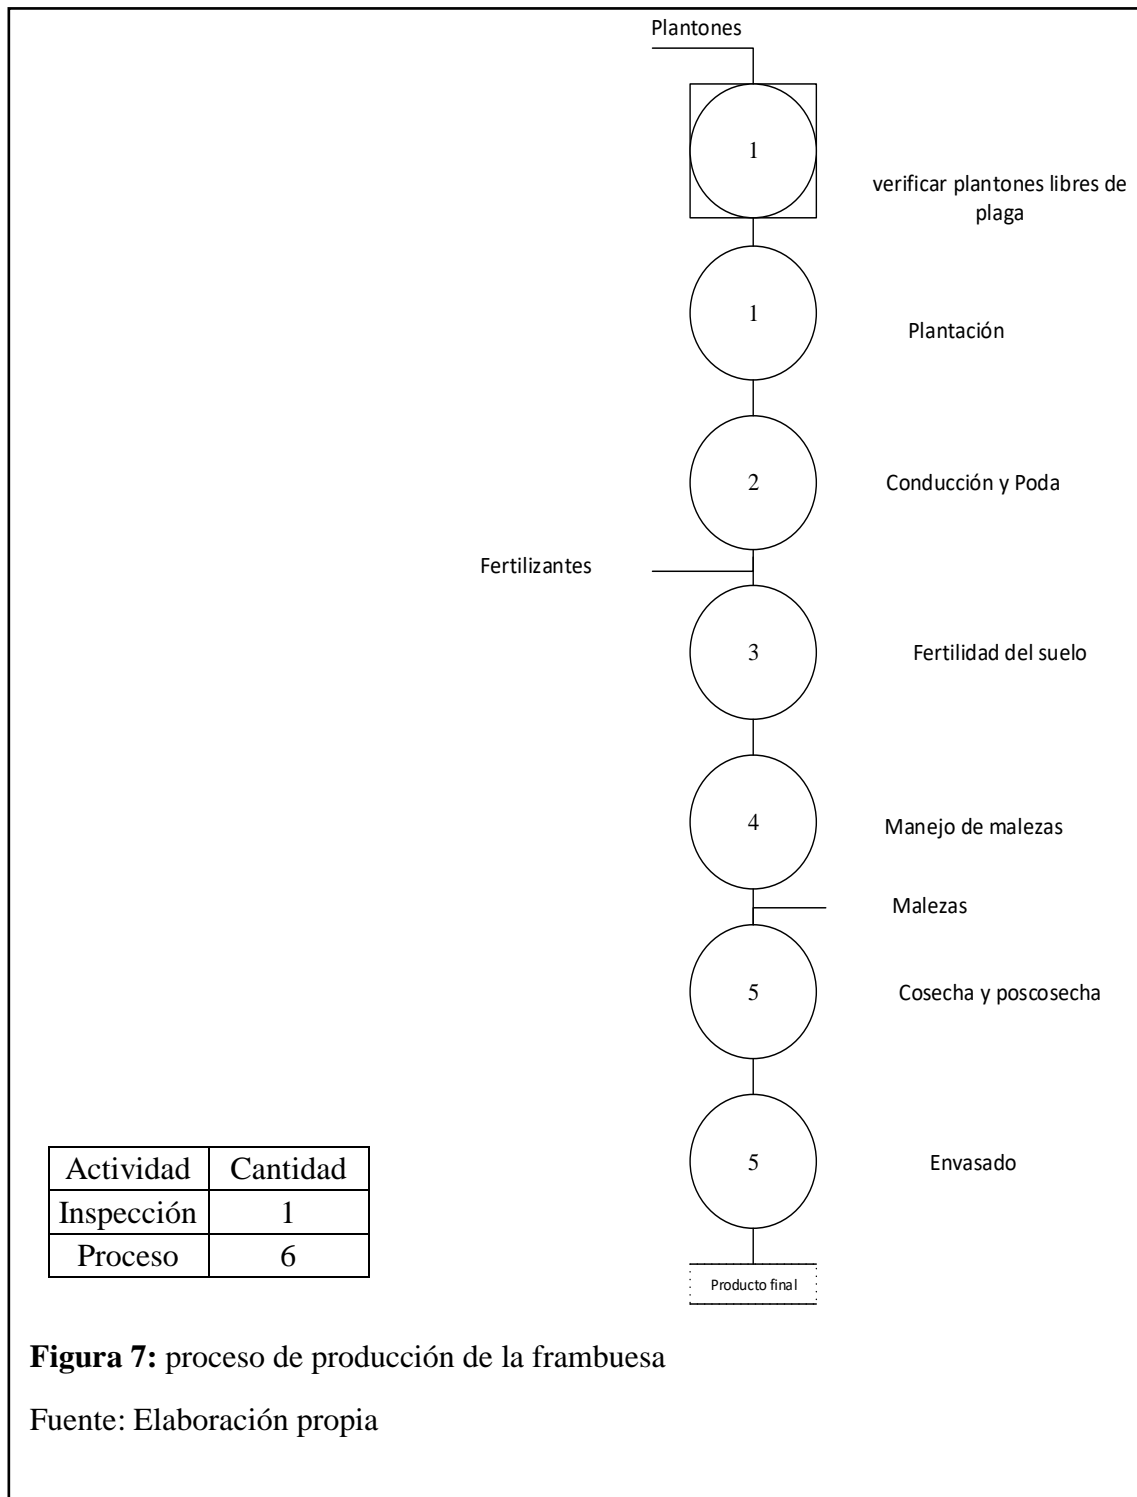 Plantones
1
verificar plantones libres de
plaga
1
Plantación
2
Conducción y Poda
Fertilizantes
3
Fertilidad del suelo
4
Manejo de malezas
Malezas
5
Cosecha y poscosecha
5
Envasado
Actividad Cantidad
Inspección 1
Proceso 6
Producto final
Figura 7: proceso de producción de la frambuesa
Fuente: Elaboración propia